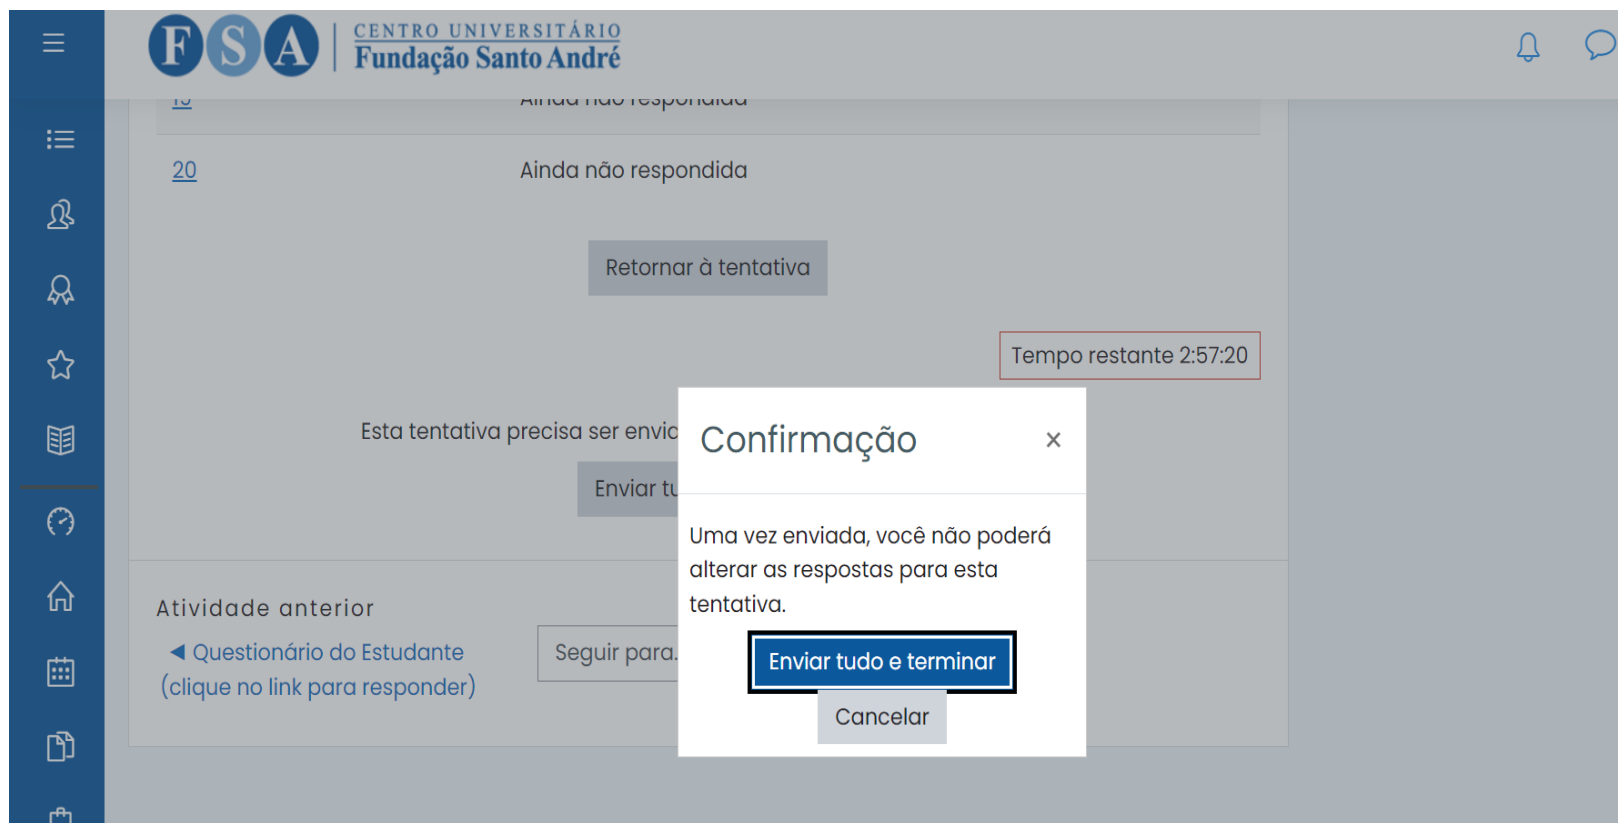 FSA
CENTRO UNIVERSITÁRIO
Fundação Santo André
20
Ainda não respondida
Retornar à tentativa
Tempo restante 2:57:20
Esta tentativa precisa ser
Enviar
Confirmação
×
Uma vez enviada, você não poderá
alterar as respostas para esta
tentativa.
Enviar tudo e terminar
Cancelar
Atividade anterior
◄ Questionário do Estudante
(clique no link para responder)
Seguir para.